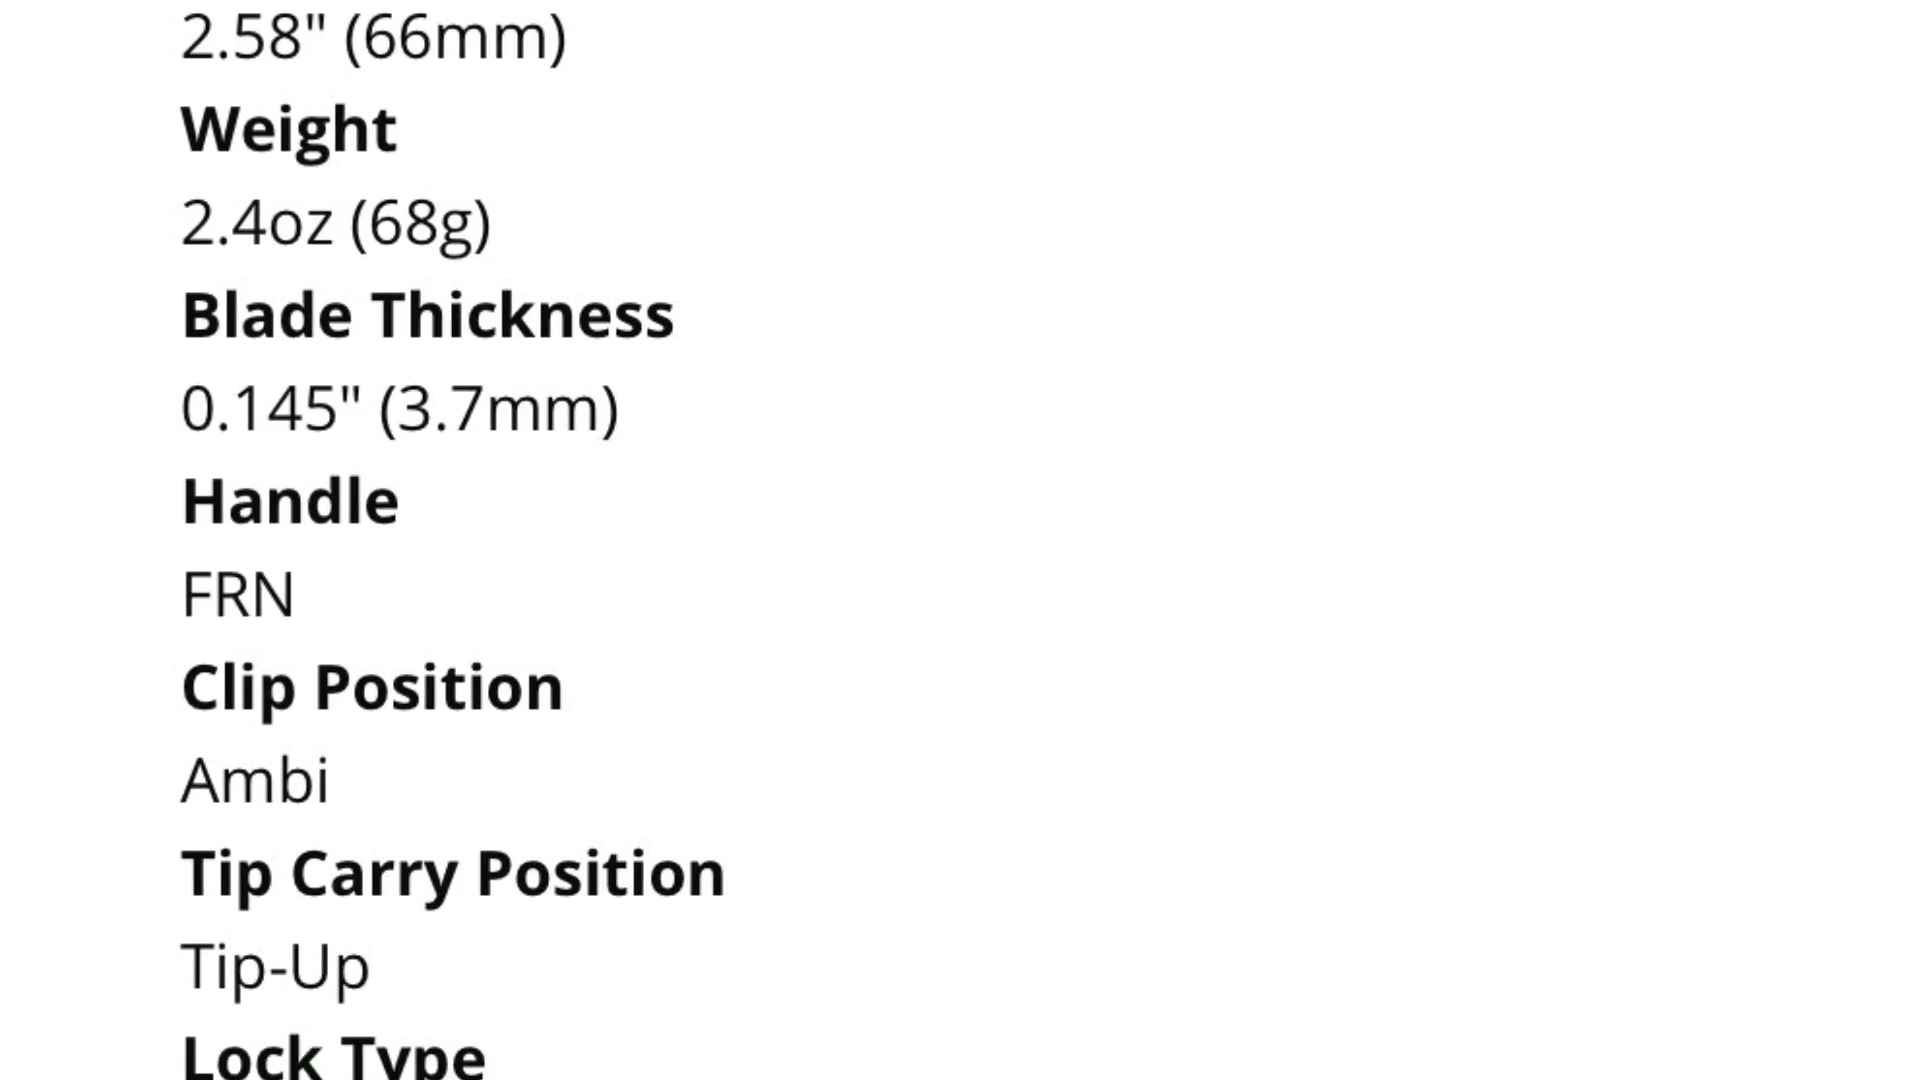 2.58" (66mm)
Weight
2.4oz (68g)
Blade Thickness
0.145" (3.7mm)
Handle
FRN
Clip Position
Ambi
Tip Carry Position
Tip-Up
Lock Type